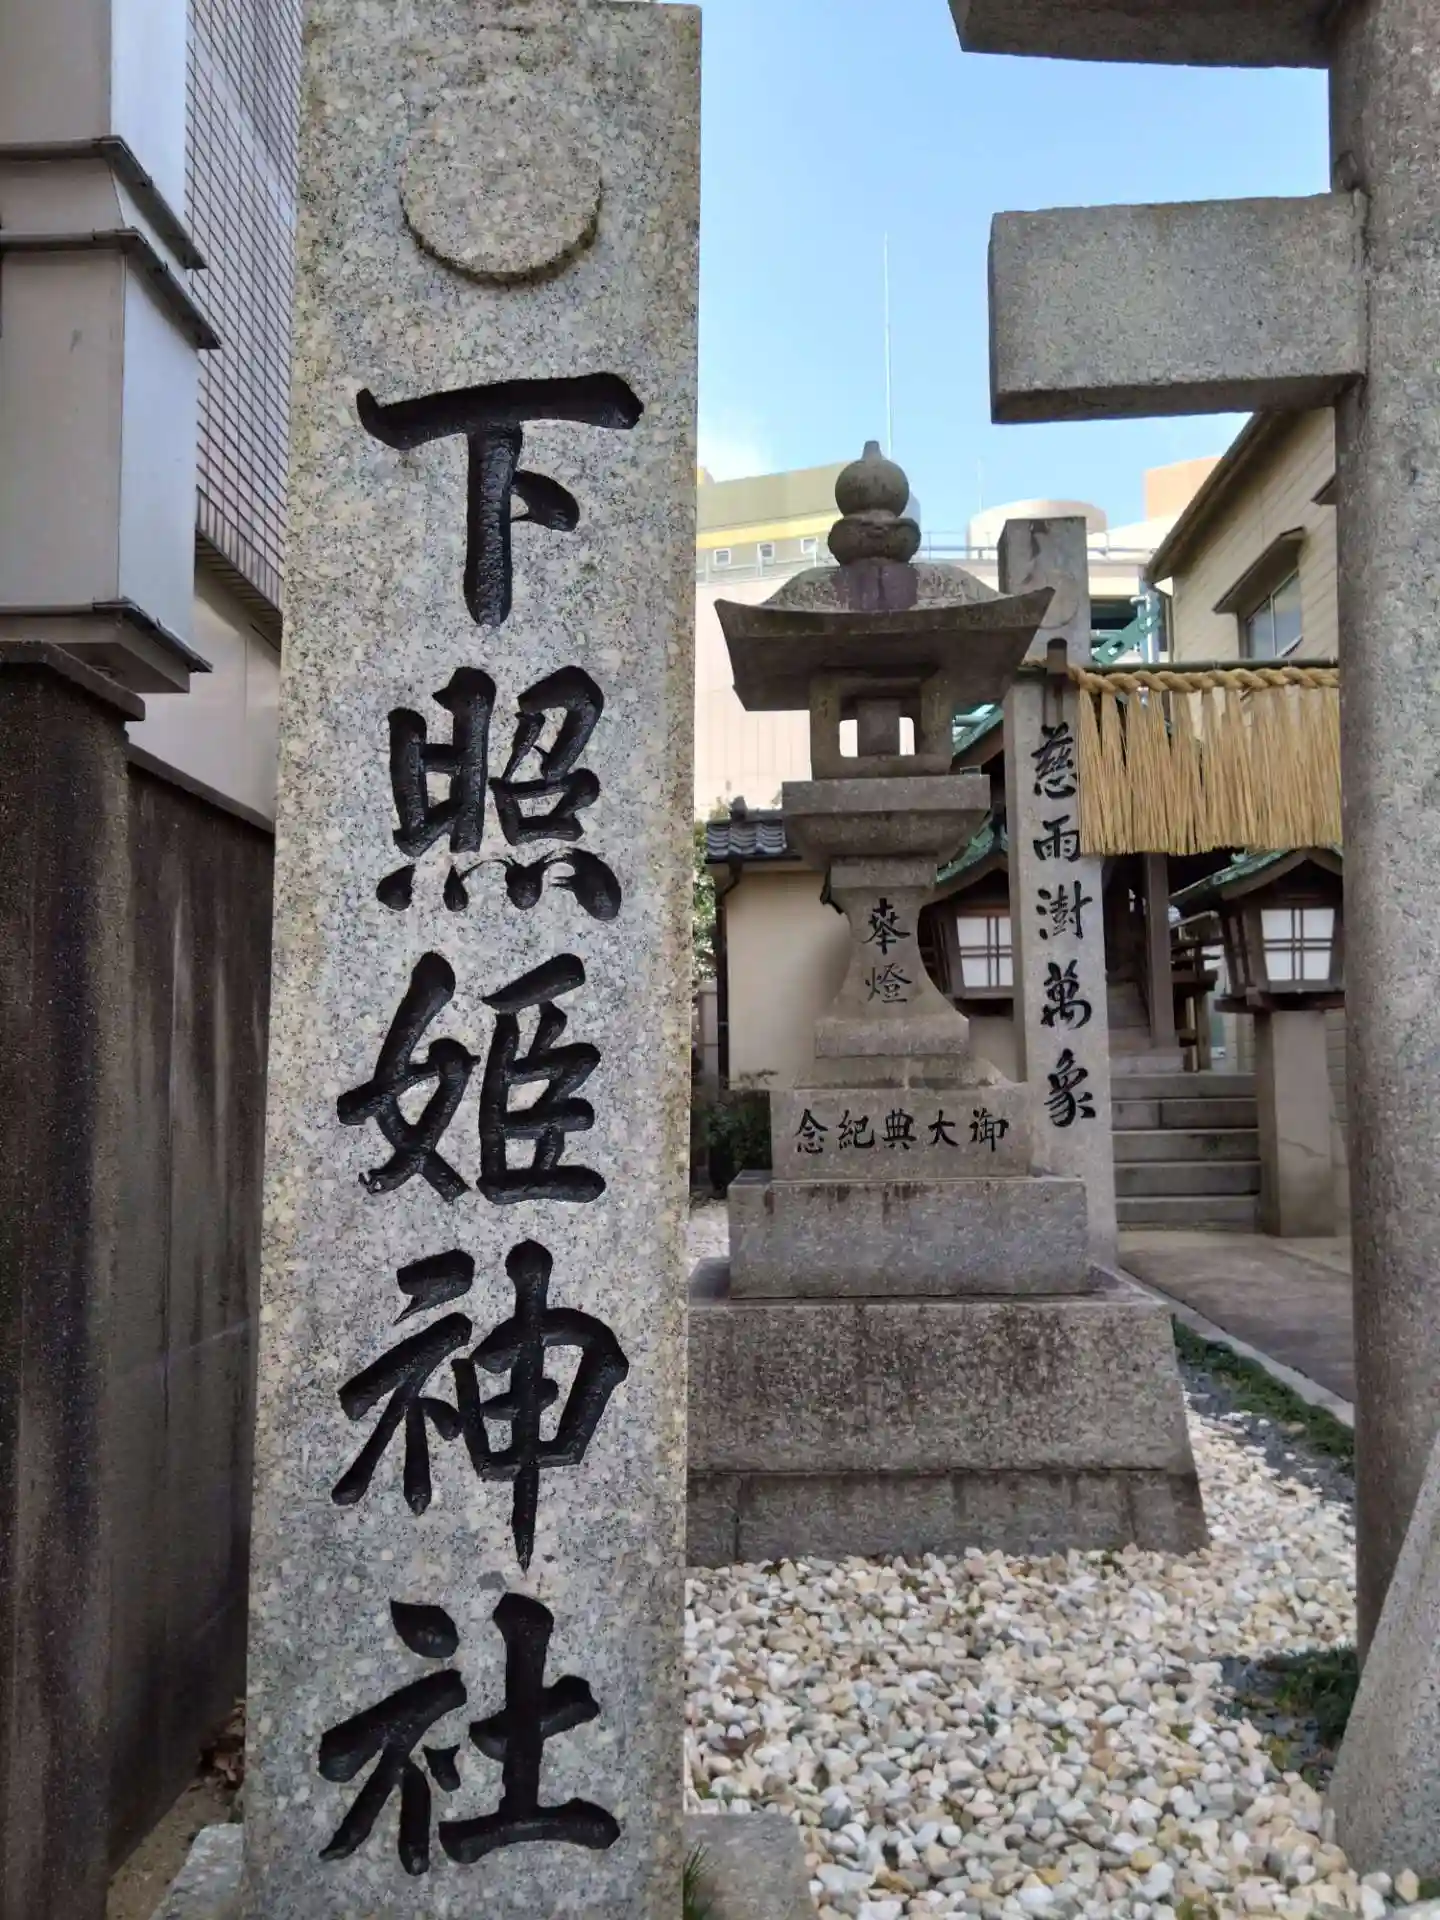 下照姫神社
奉燈
御大典紀念
慈雨澍萬象